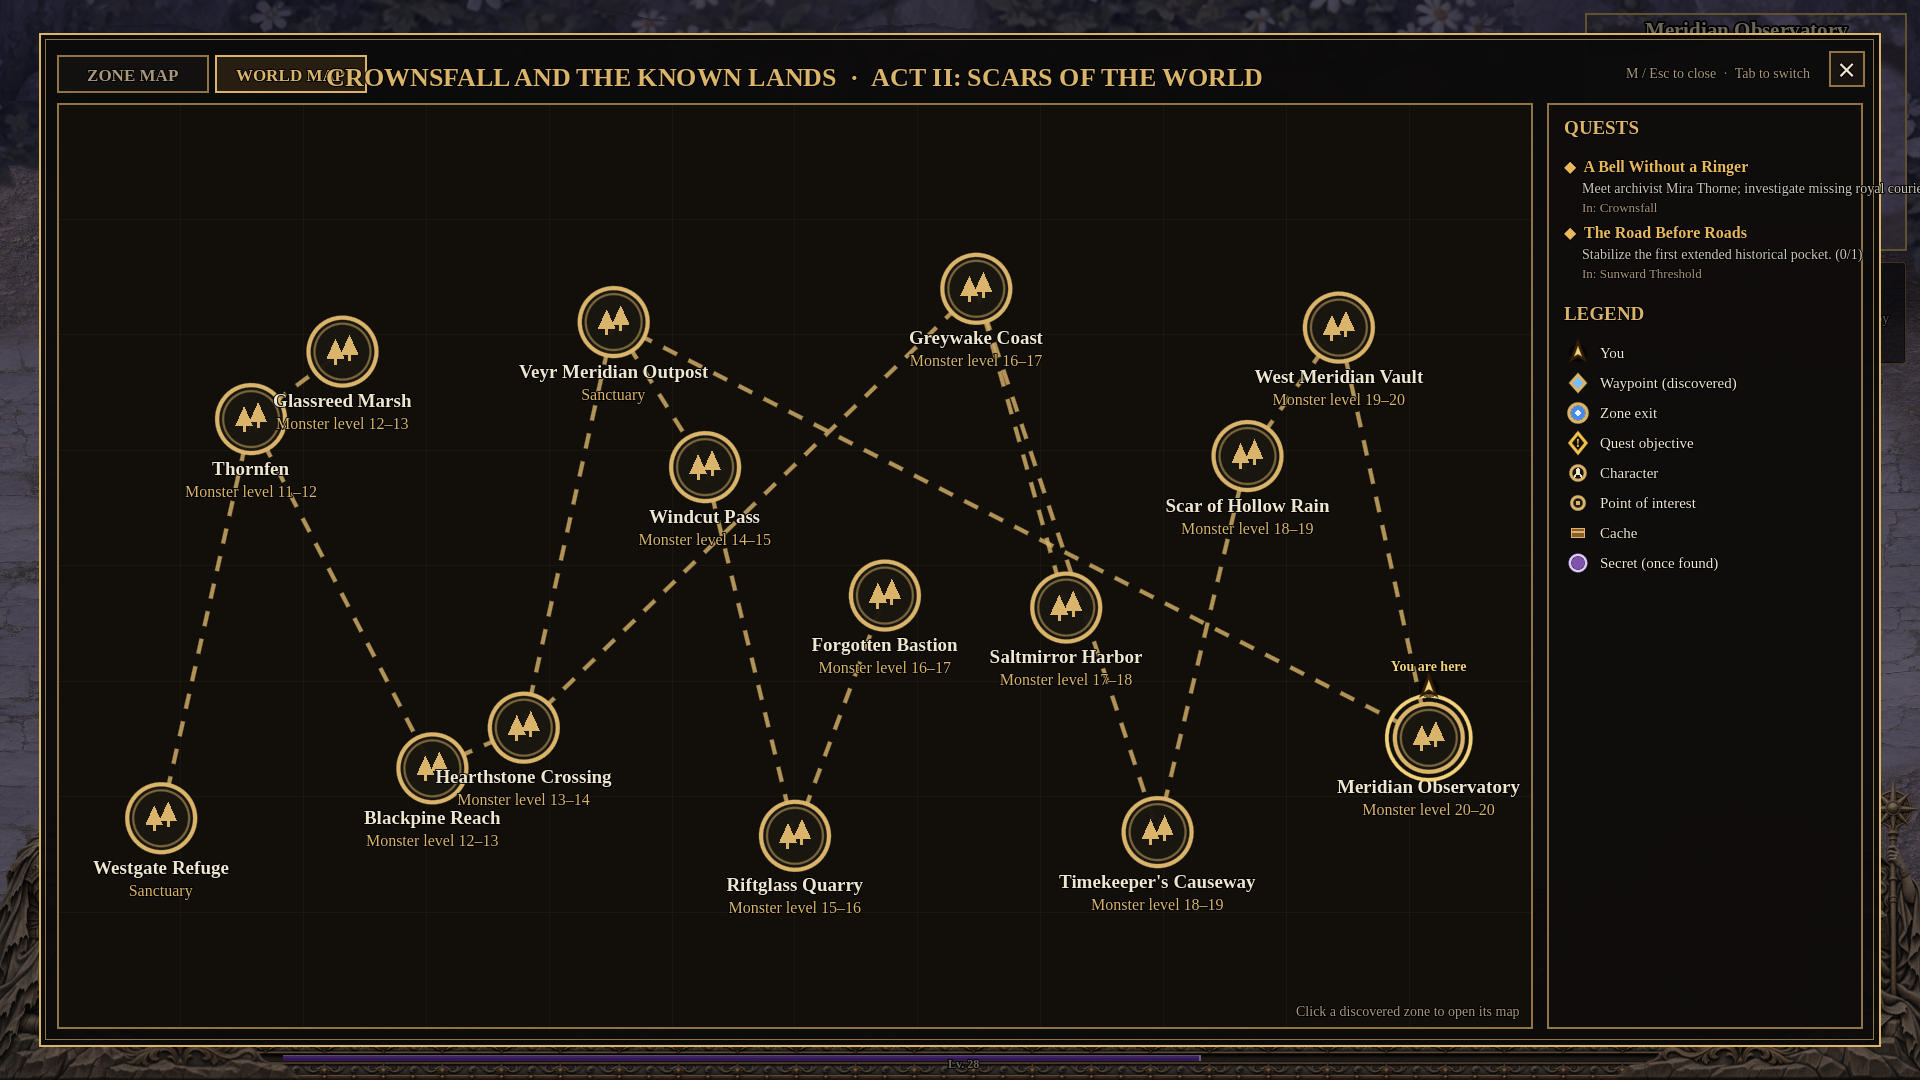 Meridian Observatory
ZONE MAP
WORLD MAP
CROWNSFALL AND THE KNOWN LANDS · ACT II: SCARS OF THE WORLD
M / Esc to close · Tab to switch
QUESTS
A Bell Without a Ringer
Meet archivist Mira Thorne; investigate missing royal courie
In: Crownsfall
The Road Before Roads
Stabilize the first extended historical pocket. (0/1)
In: Sunward Threshold
LEGEND
You
Waypoint (discovered)
Zone exit
Quest objective
Character
Point of interest
Cache
Secret (once found)
Greywake Coast
Monster level 16–17
Veyr Meridian Outpost
Sanctuary
West Meridian Vault
Monster level 19–20
Glassreed Marsh
Monster level 12–13
Thornfen
Monster level 11–12
Windcut Pass
Monster level 14–15
Scar of Hollow Rain
Monster level 18–19
Forgotten Bastion
Monster level 16–17
Saltmirror Harbor
Monster level 17–18
You are here
Meridian Observatory
Monster level 20–20
Hearthstone Crossing
Monster level 13–14
Blackpine Reach
Monster level 12–13
Westgate Refuge
Sanctuary
Riftglass Quarry
Monster level 15–16
Timekeeper's Causeway
Monster level 18–19
Click a discovered zone to open its map
Lv. 28